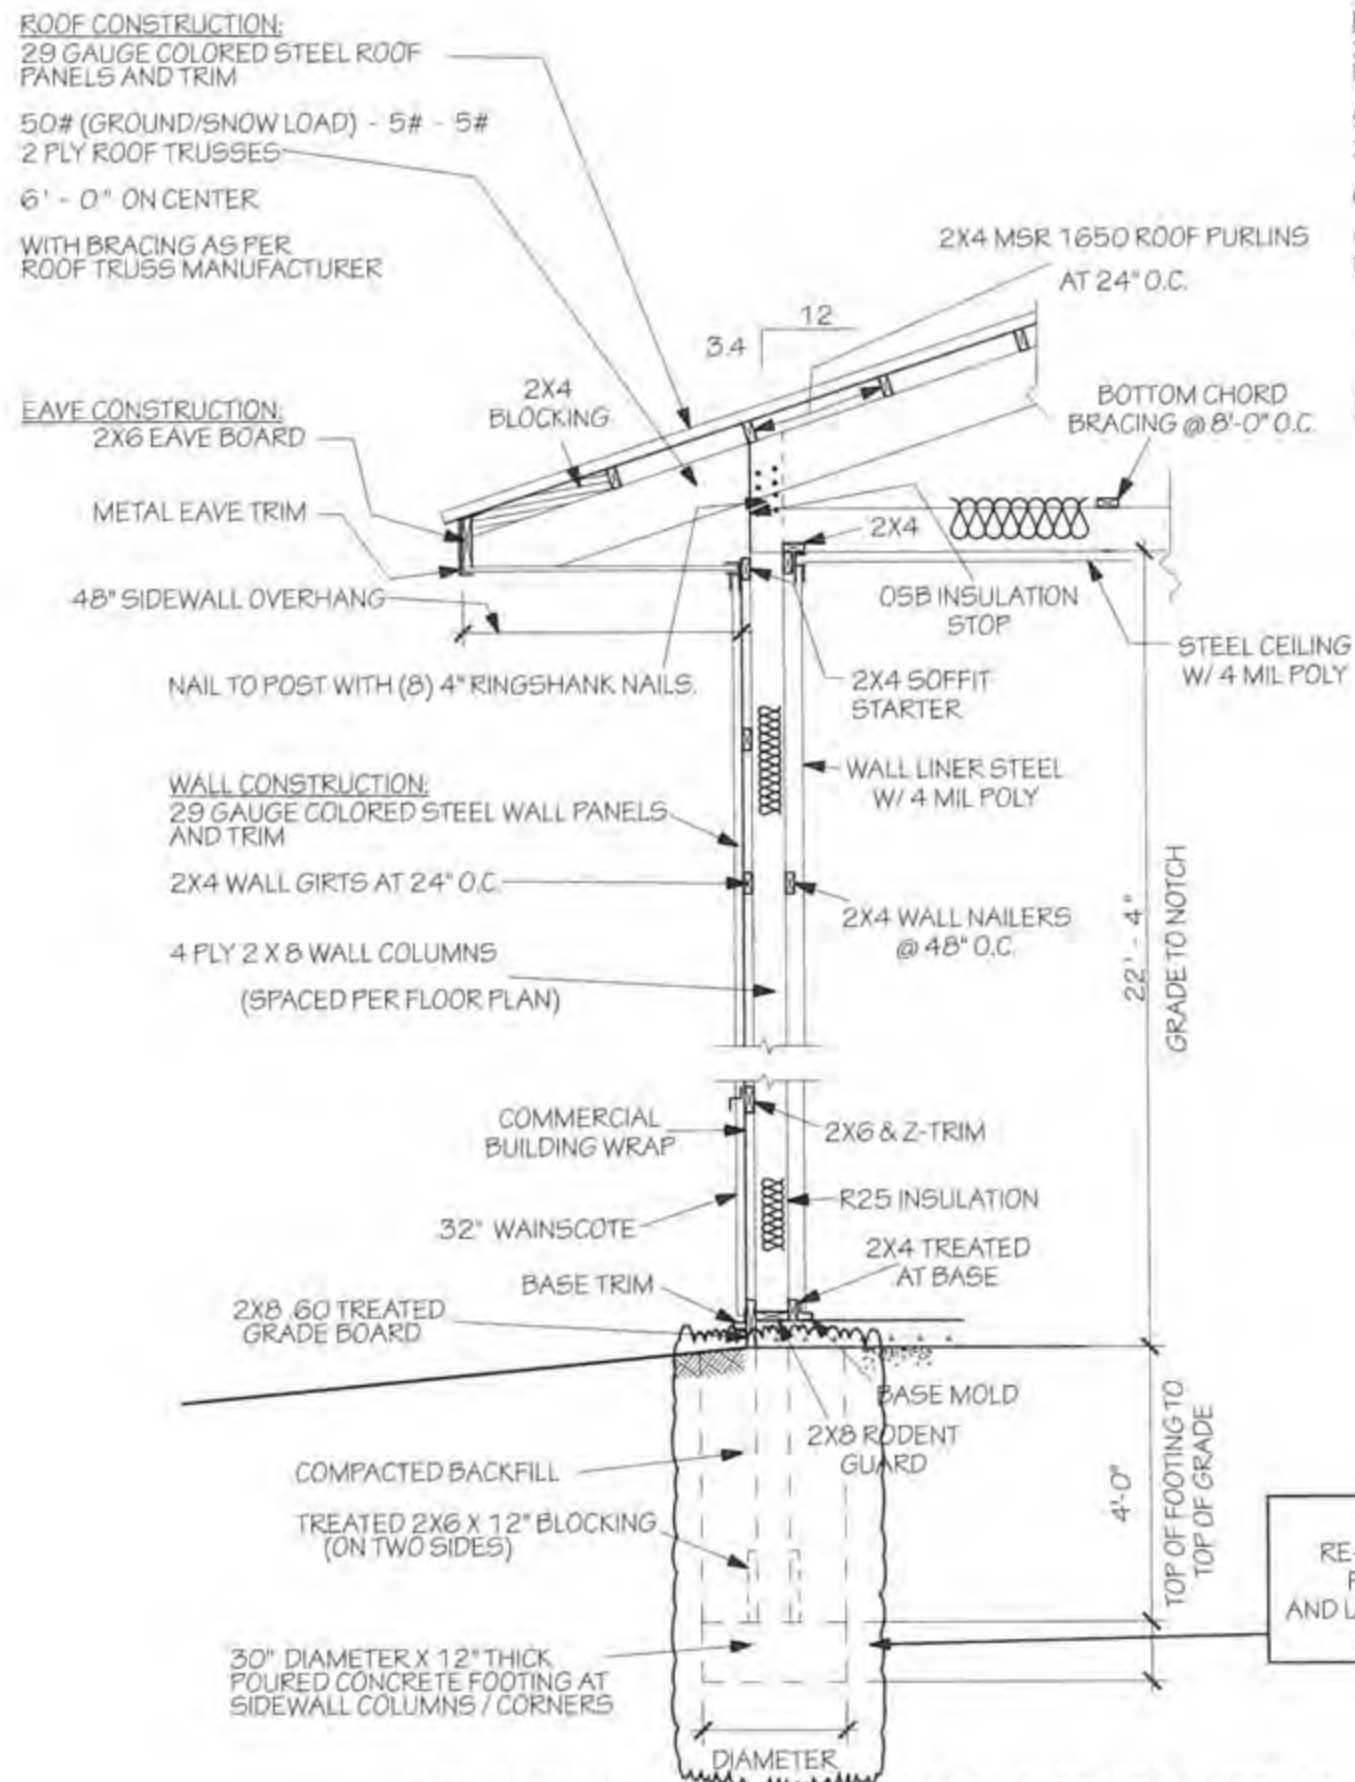 ROOF CONSTRUCTION:
29 GAUGE COLORED STEEL ROOF
PANELS AND TRIM
50# (GROUND/SNOW LOAD) - 5# - 5#
2 PLY ROOF TRUSSES
6' - 0" ON CENTER
WITH BRACING AS PER
ROOF TRUSS MANUFACTURER
2X4 MSR 1650 ROOF PURLINS
AT 24" O.C.
12
3.4
2X4
BLOCKING
BOTTOM CHORD
BRACING @ 8'-0" O.C.
EAVE CONSTRUCTION:
2X6 EAVE BOARD
METAL EAVE TRIM
2X4
48" SIDEWALL OVERHANG
OSB INSULATION
STOP
STEEL CEILING
W/ 4 MIL POLY
NAIL TO POST WITH (8) 4" RINGSHANK NAILS.
2X4 SOFFIT
STARTER
WALL LINER STEEL
W/ 4 MIL POLY
WALL CONSTRUCTION:
29 GAUGE COLORED STEEL WALL PANELS
AND TRIM
2X4 WALL GIRTS AT 24" O.C.
2X4 WALL NAILERS
@ 48" O.C.
4 PLY 2 X 8 WALL COLUMNS
(SPACED PER FLOOR PLAN)
22' - 4"
GRADE TO NOTCH
COMMERCIAL
BUILDING WRAP
2X6 & Z-TRIM
R25 INSULATION
32" WAINSCOTE
2X4 TREATED
AT BASE
BASE TRIM
2X8 .60 TREATED
GRADE BOARD
BASE MOLD
2X8 RODENT
GUARD
COMPACTED BACKFILL
TREATED 2X6 X 12" BLOCKING
(ON TWO SIDES)
4'-0"
TOP OF FOOTING TO
TOP OF GRADE
30" DIAMETER X 12" THICK
POURED CONCRETE FOOTING AT
SIDEWALL COLUMNS / CORNERS
DIAMETER
RE-
AND